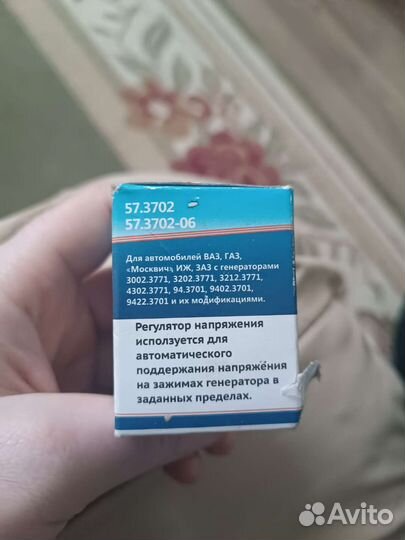 57.3702
57.3702-06
Для автомобилей ВАЗ, ГАЗ,
«Москвич», ИЖ, ЗАЗ с генераторами
3002.3771, 3202.3771, 3212.3771,
4302.3771, 94.3701, 9402.3701,
9422.3701 и их модификациями.
Регулятор напряжения
исползуется для
автоматического
поддержания напряжёния
на зажимах генератора в
заданных пределах.
Avito